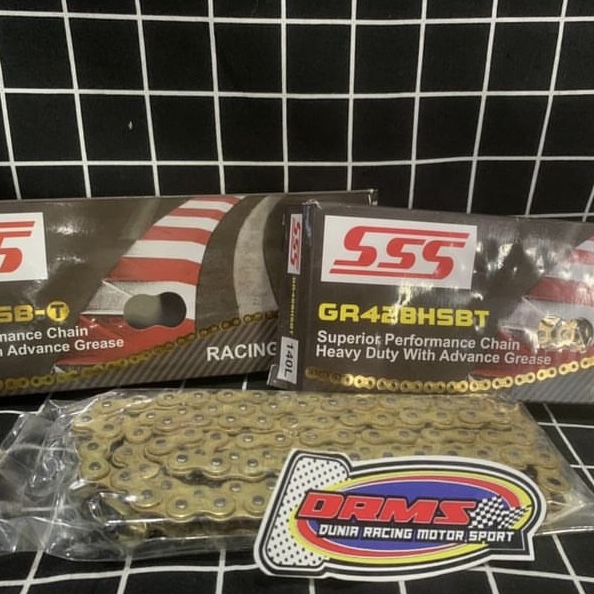 SB-T
mance Chain
Advance Grease
RACING
SSS
140L
SSS
GR428HSBT
Superior Performance Chain
Heavy Duty With Advance Grease
DRMS
DUNIA RACING MOTOR SPORT